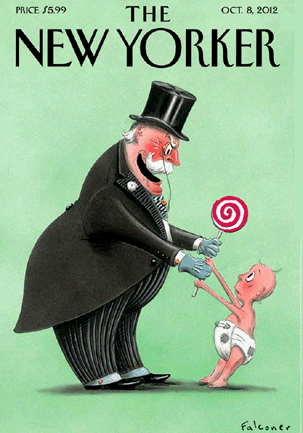 PRICE $5.99
THE
OCT. 8, 2012
NEW YORKER
Falconer